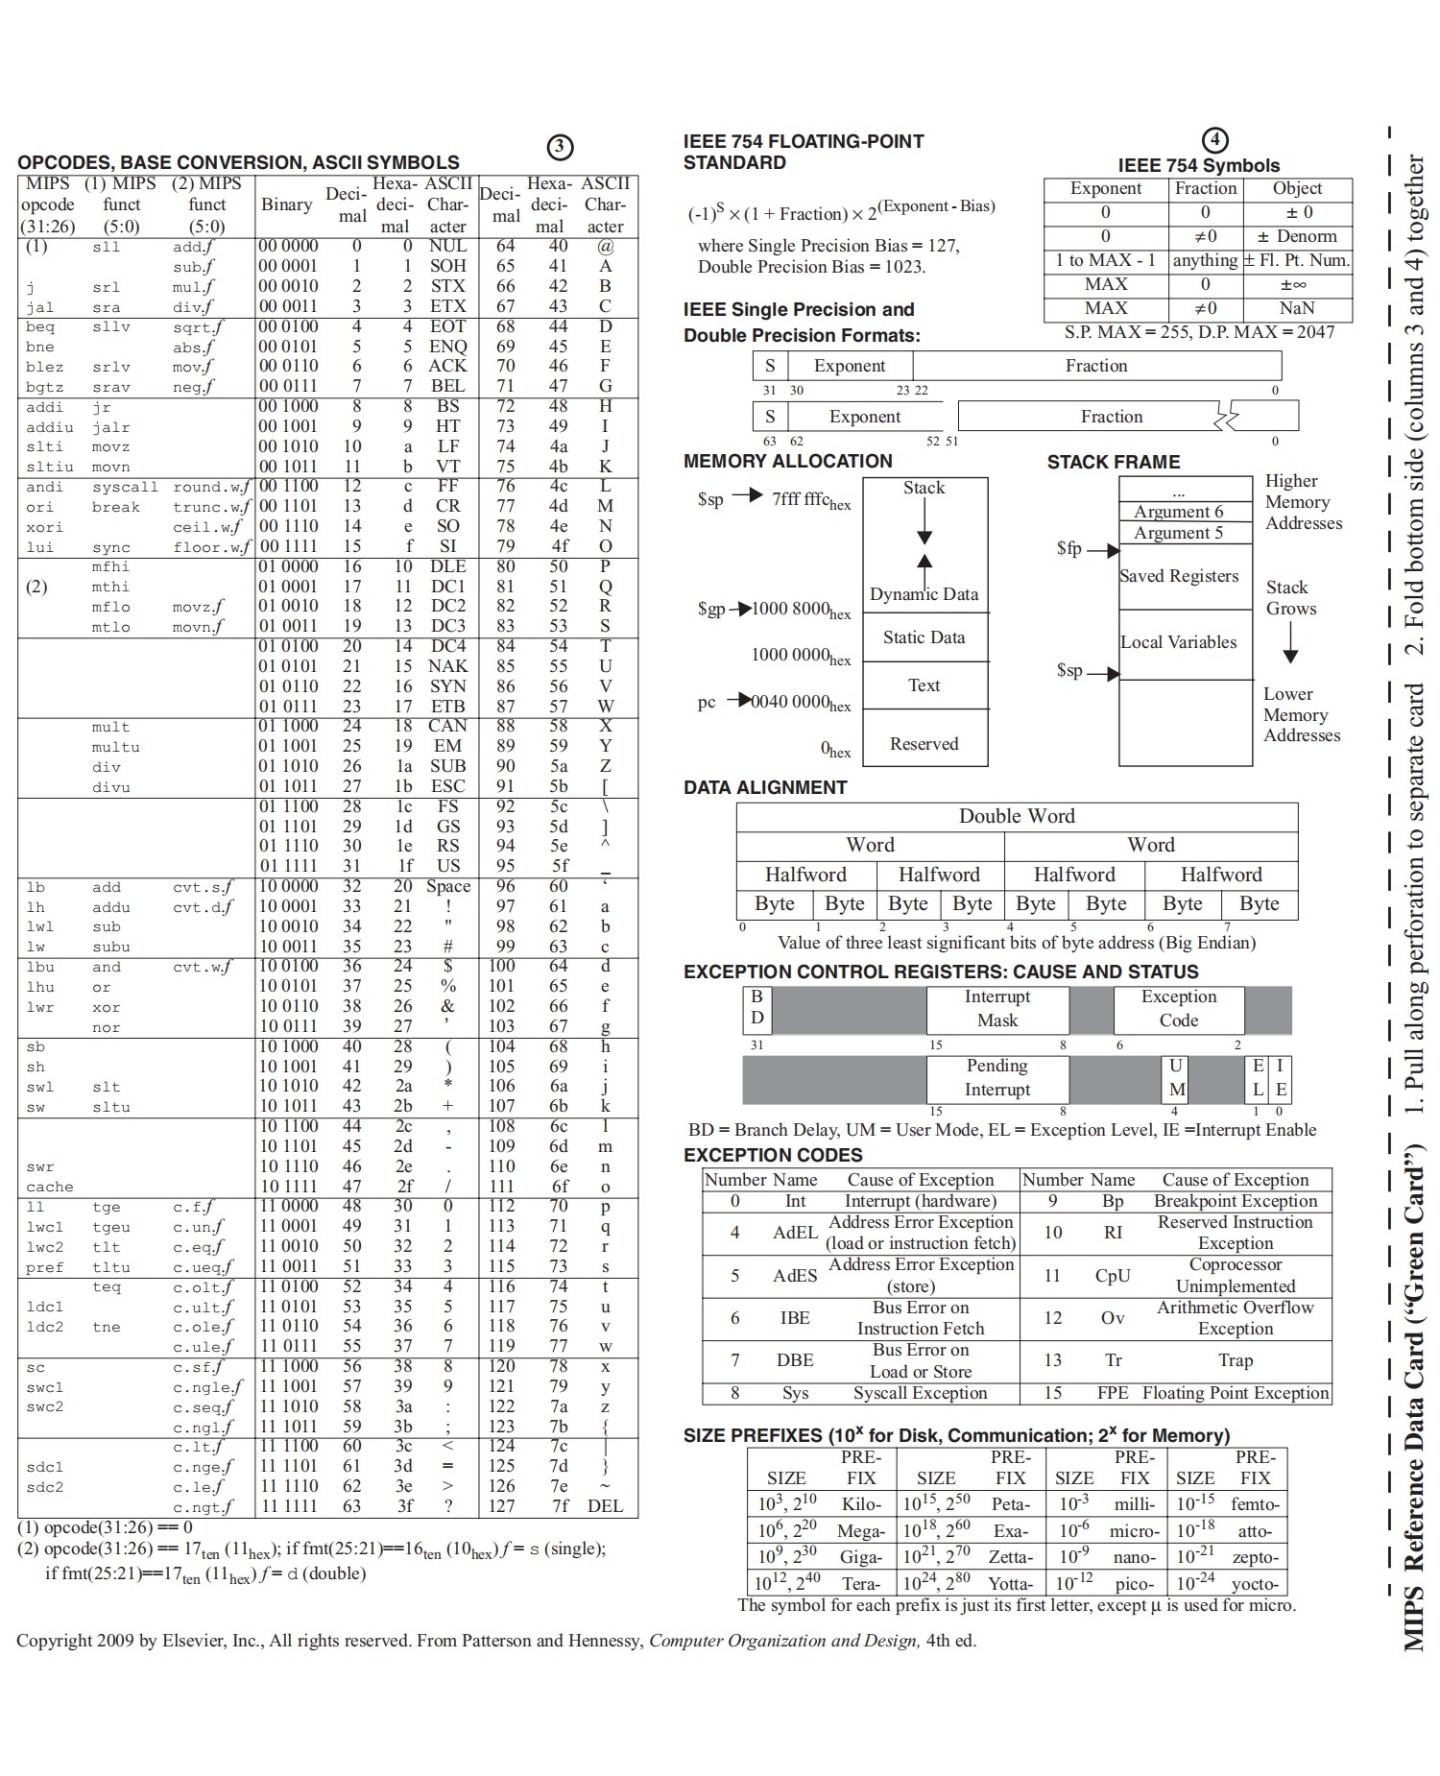 ③
OPCODES, BASE CONVERSION, ASCII SYMBOLS
MIPS opcode (31:26) (1) MIPS funct (5:0) (2) MIPS funct (5:0) Binary Deci-mal Hexa-deci-mal ASCII Char-acter Deci-mal Hexa-deci-mal ASCII Char-acter
(1) sll add.f 00 0000 0 0 NUL 64 40 @
sub.f 00 0001 1 1 SOH 65 41 A
j srl mul.f 00 0010 2 2 STX 66 42 B
jal sra div.f 00 0011 3 3 ETX 67 43 C
beq sllv sqrt.f 00 0100 4 4 EOT 68 44 D
bne abs.f 00 0101 5 5 ENQ 69 45 E
blez srlv mov.f 00 0110 6 6 ACK 70 46 F
bgtz srav neg.f 00 0111 7 7 BEL 71 47 G
addi jr 00 1000 8 8 BS 72 48 H
addiu jalr 00 1001 9 9 HT 73 49 I
slti movz 00 1010 10 a LF 74 4a J
sltiu movn 00 1011 11 b VT 75 4b K
andi syscall round.w.f 00 1100 12 c FF 76 4c L
ori break trunc.w.f 00 1101 13 d CR 77 4d M
xori ceil.w.f 00 1110 14 e SO 78 4e N
lui sync floor.w.f 00 1111 15 f SI 79 4f O
mfhi 01 0000 16 10 DLE 80 50 P
(2) mthi 01 0001 17 11 DC1 81 51 Q
mflo movz.f 01 0010 18 12 DC2 82 52 R
mtlo movn.f 01 0011 19 13 DC3 83 53 S
01 0100 20 14 DC4 84 54 T
01 0101 21 15 NAK 85 55 U
01 0110 22 16 SYN 86 56 V
01 0111 23 17 ETB 87 57 W
mult 01 1000 24 18 CAN 88 58 X
multu 01 1001 25 19 EM 89 59 Y
div 01 1010 26 1a SUB 90 5a Z
divu 01 1011 27 1b ESC 91 5b [
01 1100 28 1c FS 92 5c \
01 1101 29 1d GS 93 5d ]
01 1110 30 1e RS 94 5e ^
01 1111 31 1f US 95 5f _
lb add cvt.s.f 10 0000 32 20 Space 96 60 ‘
lh addu cvt.d.f 10 0001 33 21 ! 97 61 a
lwl sub 10 0010 34 22 " 98 62 b
lw subu 10 0011 35 23 # 99 63 c
lbu and cvt.w.f 10 0100 36 24 $ 100 64 d
lhu or 10 0101 37 25 % 101 65 e
lwr xor 10 0110 38 26 & 102 66 f
nor 10 0111 39 27 ’ 103 67 g
sb 10 1000 40 28 ( 104 68 h
sh 10 1001 41 29 ) 105 69 i
swl slt 10 1010 42 2a * 106 6a j
sw sltu 10 1011 43 2b + 107 6b k
10 1100 44 2c , 108 6c l
10 1101 45 2d - 109 6d m
swr 10 1110 46 2e . 110 6e n
cache 10 1111 47 2f / 111 6f o
ll tge c.f.f 11 0000 48 30 0 112 70 p
lwc1 tgeu c.un.f 11 0001 49 31 1 113 71 q
lwc2 tlt c.eq.f 11 0010 50 32 2 114 72 r
pref tltu c.ueq.f 11 0011 51 33 3 115 73 s
teq c.olt.f 11 0100 52 34 4 116 74 t
ldc1 c.ult.f 11 0101 53 35 5 117 75 u
ldc2 tne c.ole.f 11 0110 54 36 6 118 76 v
c.ule.f 11 0111 55 37 7 119 77 w
sc c.sf.f 11 1000 56 38 8 120 78 x
swc1 c.ngle.f 11 1001 57 39 9 121 79 y
swc2 c.seq.f 11 1010 58 3a : 122 7a z
c.ngl.f 11 1011 59 3b ; 123 7b {
c.lt.f 11 1100 60 3c < 124 7c |
sdc1 c.nge.f 11 1101 61 3d = 125 7d }
sdc2 c.le.f 11 1110 62 3e > 126 7e ~
c.ngt.f 11 1111 63 3f ? 127 7f DEL
(1) opcode(31:26) == 0
(2) opcode(31:26) == 17ten (11hex); if fmt(25:21)==16ten (10hex) f = s (single);
if fmt(25:21)==17ten (11hex) f = d (double)
IEEE 754 FLOATING-POINT
STANDARD
(-1)^S × (1 + Fraction) × 2^(Exponent - Bias)
where Single Precision Bias = 127,
Double Precision Bias = 1023.
④
IEEE 754 Symbols
Exponent Fraction Object
0 0 ± 0
0 ≠0 ± Denorm
1 to MAX - 1 anything ± Fl. Pt. Num.
MAX 0 ±∞
MAX ≠0 NaN
S.P. MAX = 255, D.P. MAX = 2047
IEEE Single Precision and
Double Precision Formats:
S Exponent Fraction
31 30 23 22 0
S Exponent Fraction
63 62 52 51 0
MEMORY ALLOCATION
$sp 7fff fffchex Stack
Dynamic Data
$gp 1000 8000hex
Static Data
1000 0000hex
Text
pc 0040 0000hex
Reserved
0hex
STACK FRAME
...
Argument 6
Argument 5
$fp
Saved Registers
Local Variables
$sp
Higher
Memory
Addresses
Stack
Grows
Lower
Memory
Addresses
DATA ALIGNMENT
Double Word
Word Word
Halfword Halfword Halfword Halfword
Byte Byte Byte Byte Byte Byte Byte Byte
0 1 2 3 4 5 6 7
Value of three least significant bits of byte address (Big Endian)
EXCEPTION CONTROL REGISTERS: CAUSE AND STATUS
B D Interrupt Mask Exception Code
31 15 8 6 2
Pending Interrupt U M E L I E
15 8 4 1 0
BD = Branch Delay, UM = User Mode, EL = Exception Level, IE =Interrupt Enable
EXCEPTION CODES
Number Name Cause of Exception Number Name Cause of Exception
0 Int Interrupt (hardware) 9 Bp Breakpoint Exception
4 AdEL Address Error Exception (load or instruction fetch) 10 RI Reserved Instruction Exception
5 AdES Address Error Exception (store) 11 CpU Coprocessor Unimplemented
6 IBE Bus Error on Instruction Fetch 12 Ov Arithmetic Overflow Exception
7 DBE Bus Error on Load or Store 13 Tr Trap
8 Sys Syscall Exception 15 FPE Floating Point Exception
SIZE PREFIXES (10^x for Disk, Communication; 2^x for Memory)
SIZE PRE-FIX SIZE PRE-FIX SIZE PRE-FIX SIZE PRE-FIX
10^3, 2^10 Kilo- 10^15, 2^50 Peta- 10^-3 milli- 10^-15 femto-
10^6, 2^20 Mega- 10^18, 2^60 Exa- 10^-6 micro- 10^-18 atto-
10^9, 2^30 Giga- 10^21, 2^70 Zetta- 10^-9 nano- 10^-21 zepto-
10^12, 2^40 Tera- 10^24, 2^80 Yotta- 10^-12 pico- 10^-24 yocto-
The symbol for each prefix is just its first letter, except μ is used for micro.
Copyright 2009 by Elsevier, Inc., All rights reserved. From Patterson and Hennessy, Computer Organization and Design, 4th ed.
MIPS Reference Data Card (“Green Card”) 1. Pull along perforation to separate card 2. Fold bottom side (columns 3 and 4) together